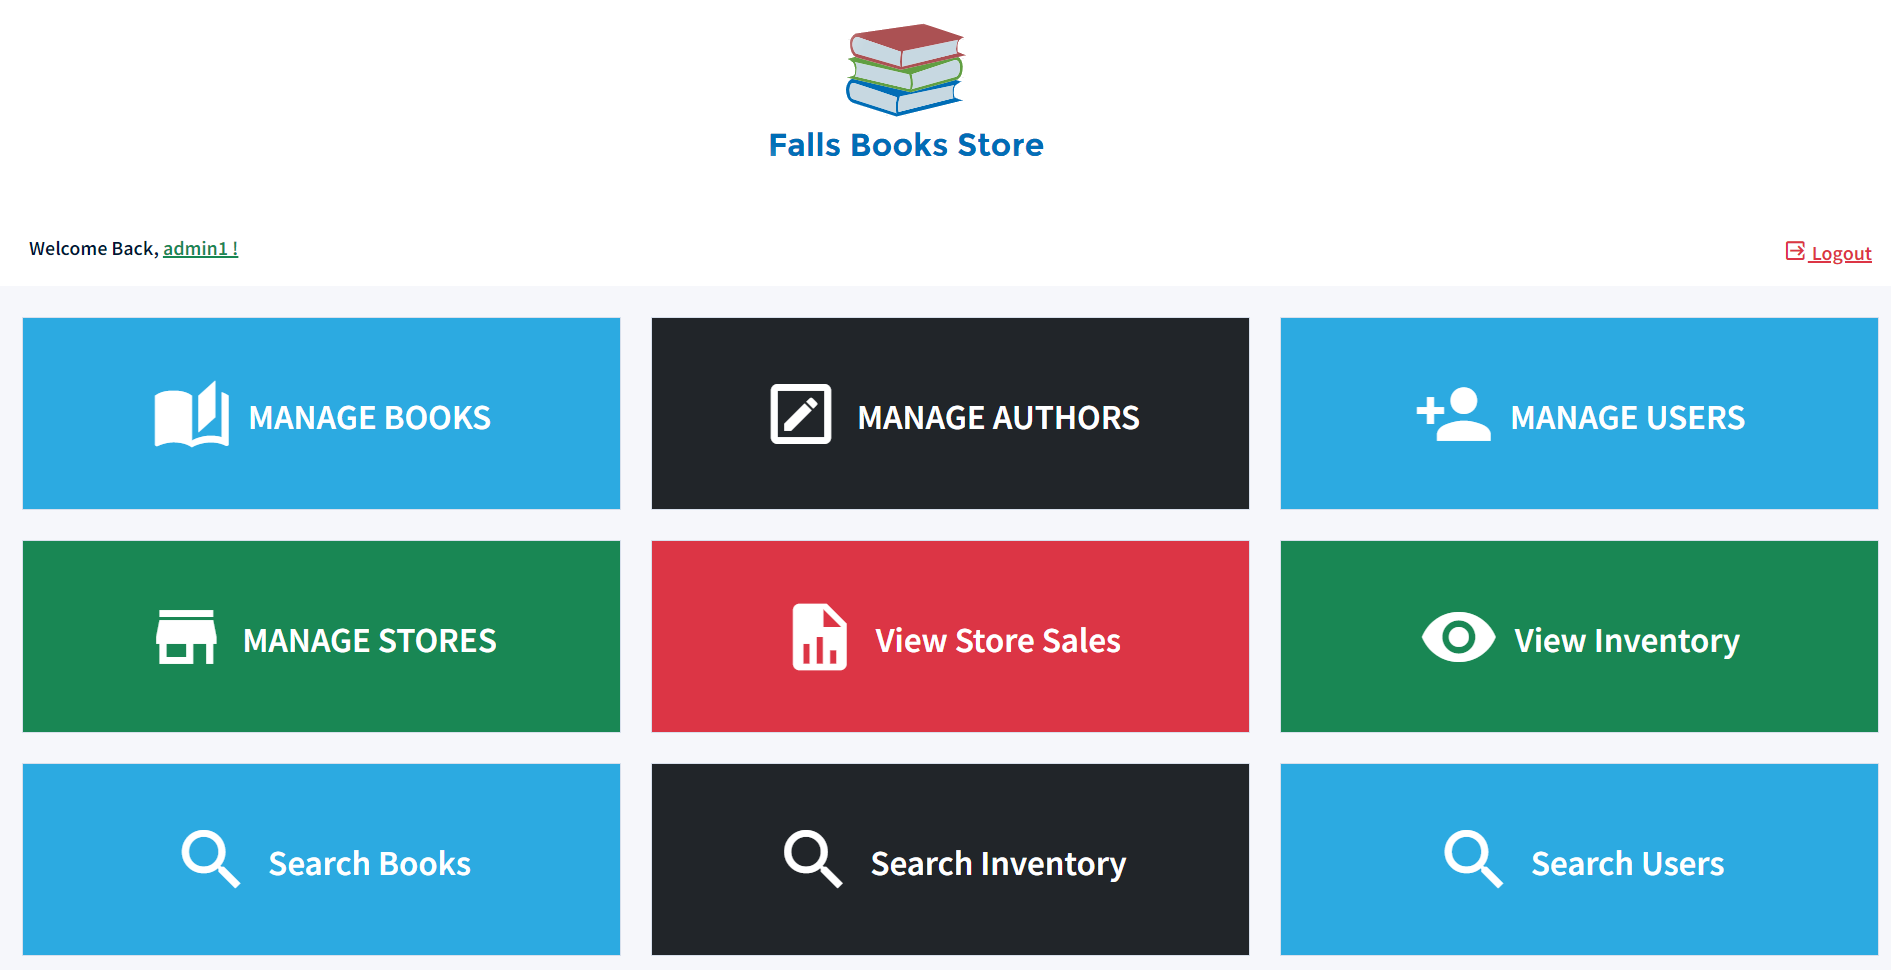 Falls Books Store
Welcome Back, admin1 !
Logout
MANAGE BOOKS
MANAGE AUTHORS
MANAGE USERS
MANAGE STORES
View Store Sales
View Inventory
Search Books
Search Inventory
Search Users